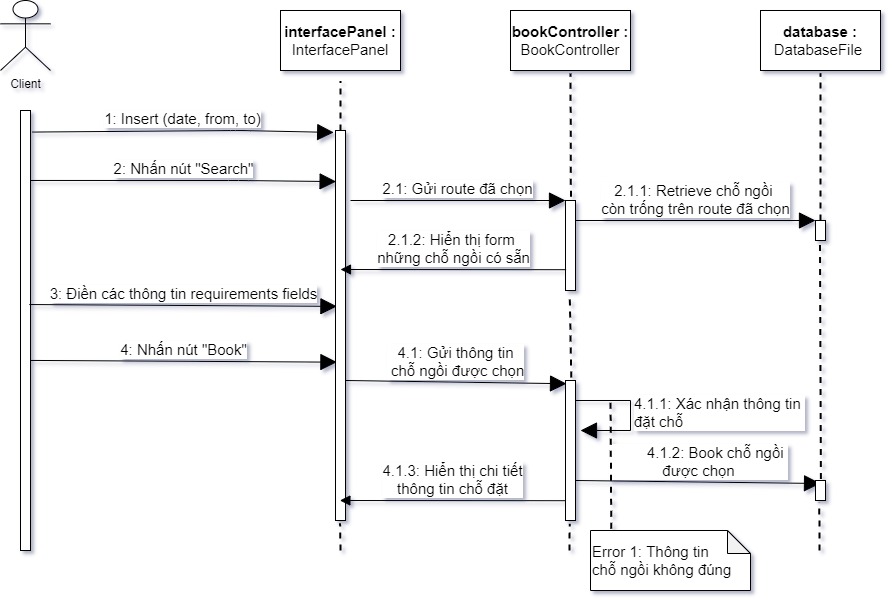 interfacePanel :
InterfacePanel
bookController :
BookController
database :
DatabaseFile
Client
1: Insert (date, from, to)
2: Nhấn nút "Search"
2.1: Gửi route đã chọn
2.1.1: Retrieve chỗ ngồi
còn trống trên route đã chọn
2.1.2: Hiển thị form
những chỗ ngồi có sẵn
3: Điền các thông tin requirements fields
4: Nhấn nút "Book"
4.1: Gửi thông tin
chỗ ngồi được chọn
4.1.1: Xác nhận thông tin
đặt chỗ
4.1.2: Book chỗ ngồi
được chọn
4.1.3: Hiển thị chi tiết
thông tin chỗ đặt
Error 1: Thông tin
chỗ ngồi không đúng